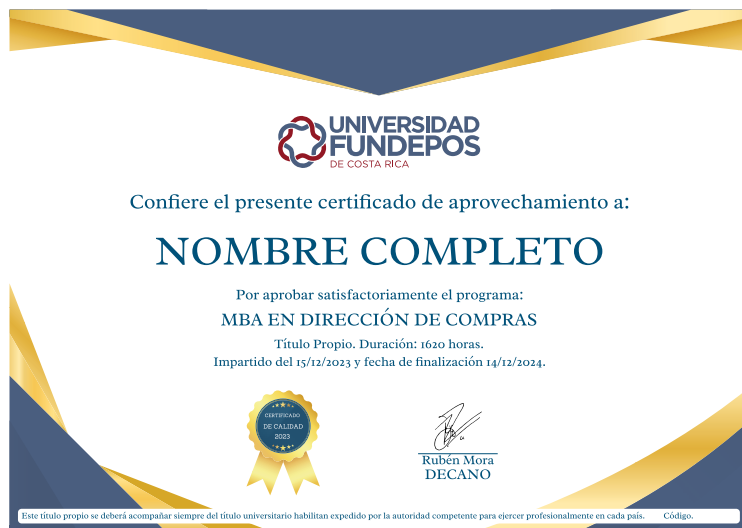 UNIVERSIDAD
FUNDEPOS
DE COSTA RICA
Confiere el presente certificado de aprovechamiento a:
NOMBRE COMPLETO
Por aprobar satisfactoriamente el programa:
MBA EN DIRECCIÓN DE COMPRAS
Título Propio. Duración: 1620 horas.
Impartido del 15/12/2023 y fecha de finalización 14/12/2024.
CERTIFICADO
DE CALIDAD
2023
Rubén Mora
DECANO
Este título propio se deberá acompañar siempre del título universitario habilitan expedido por la autoridad competente para ejercer profesionalmente en cada país. Código.